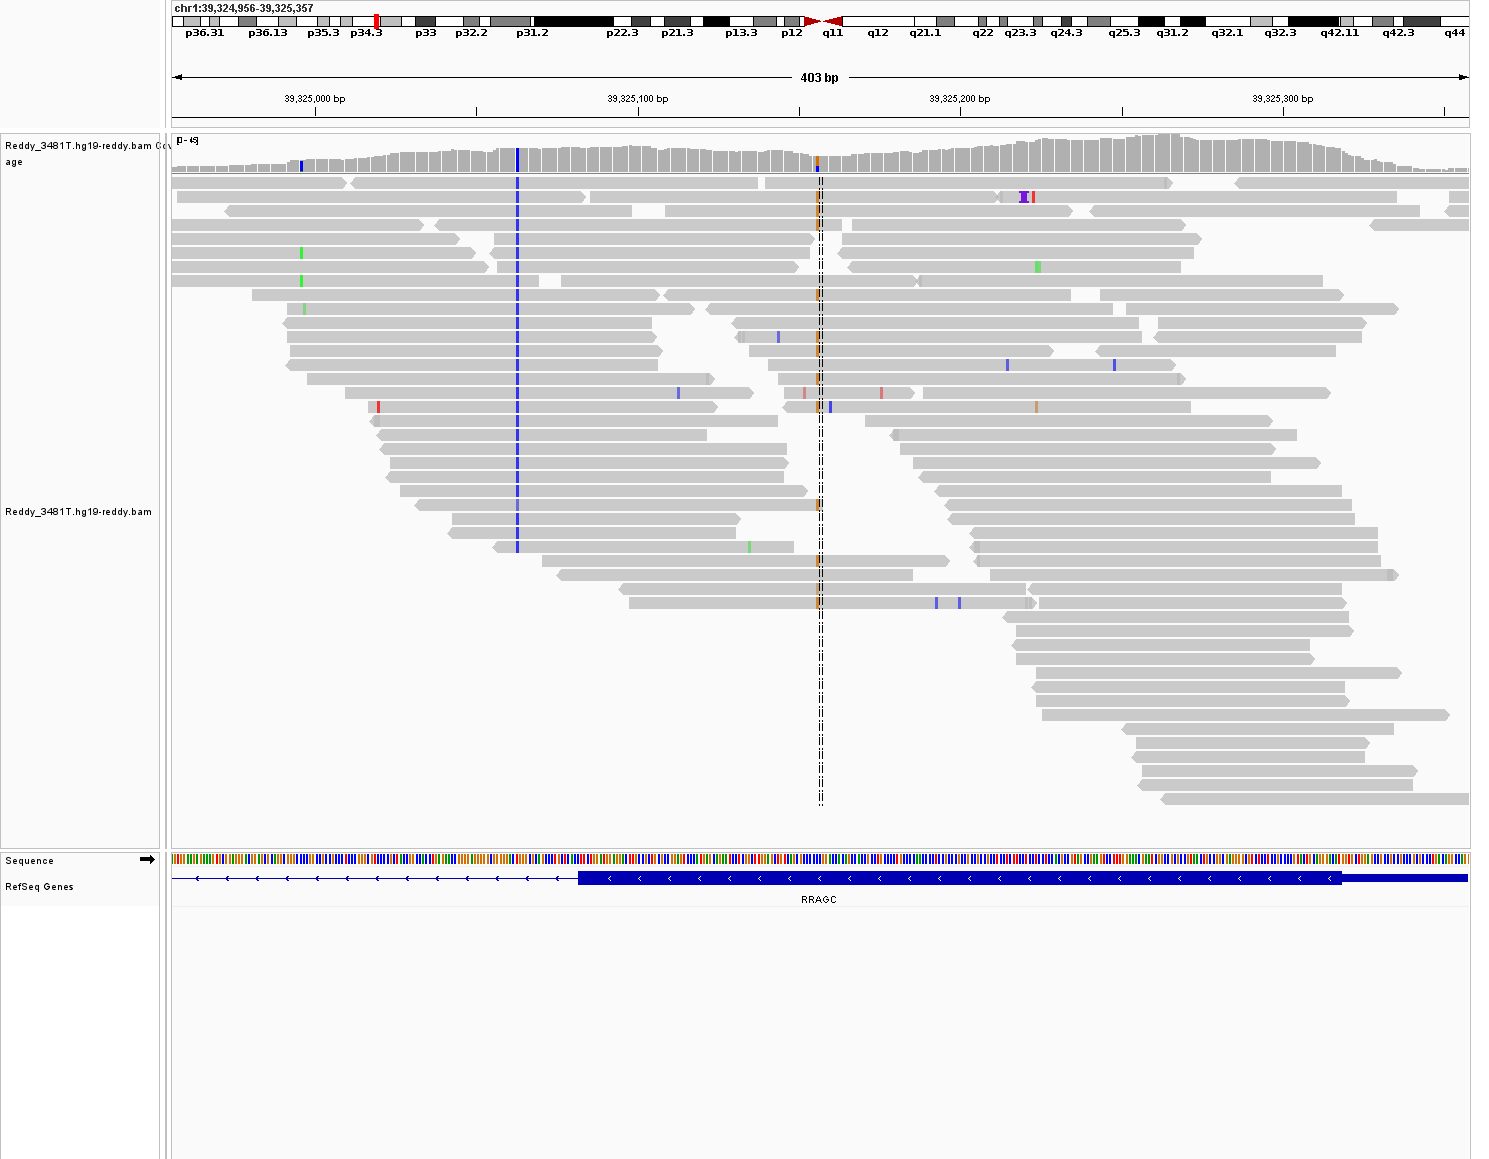 chr1:39,324,956-39,325,357
p36.31 p36.13 p35.3 p34.3 p33 p32.2 p31.2 p22.3 p21.3 p13.3 p12 q11 q12 q21.1 q22 q23.3 q24.3 q25.3 q31.2 q32.1 q32.3 q42.11 q42.3 q44
403 bp
39,325,000 bp 39,325,100 bp 39,325,200 bp 39,325,300 bp
Reddy_3481T.hg19-reddy.bam Cov
age
[0 - 45]
Reddy_3481T.hg19-reddy.bam
Sequence
RefSeq Genes
RRAGC